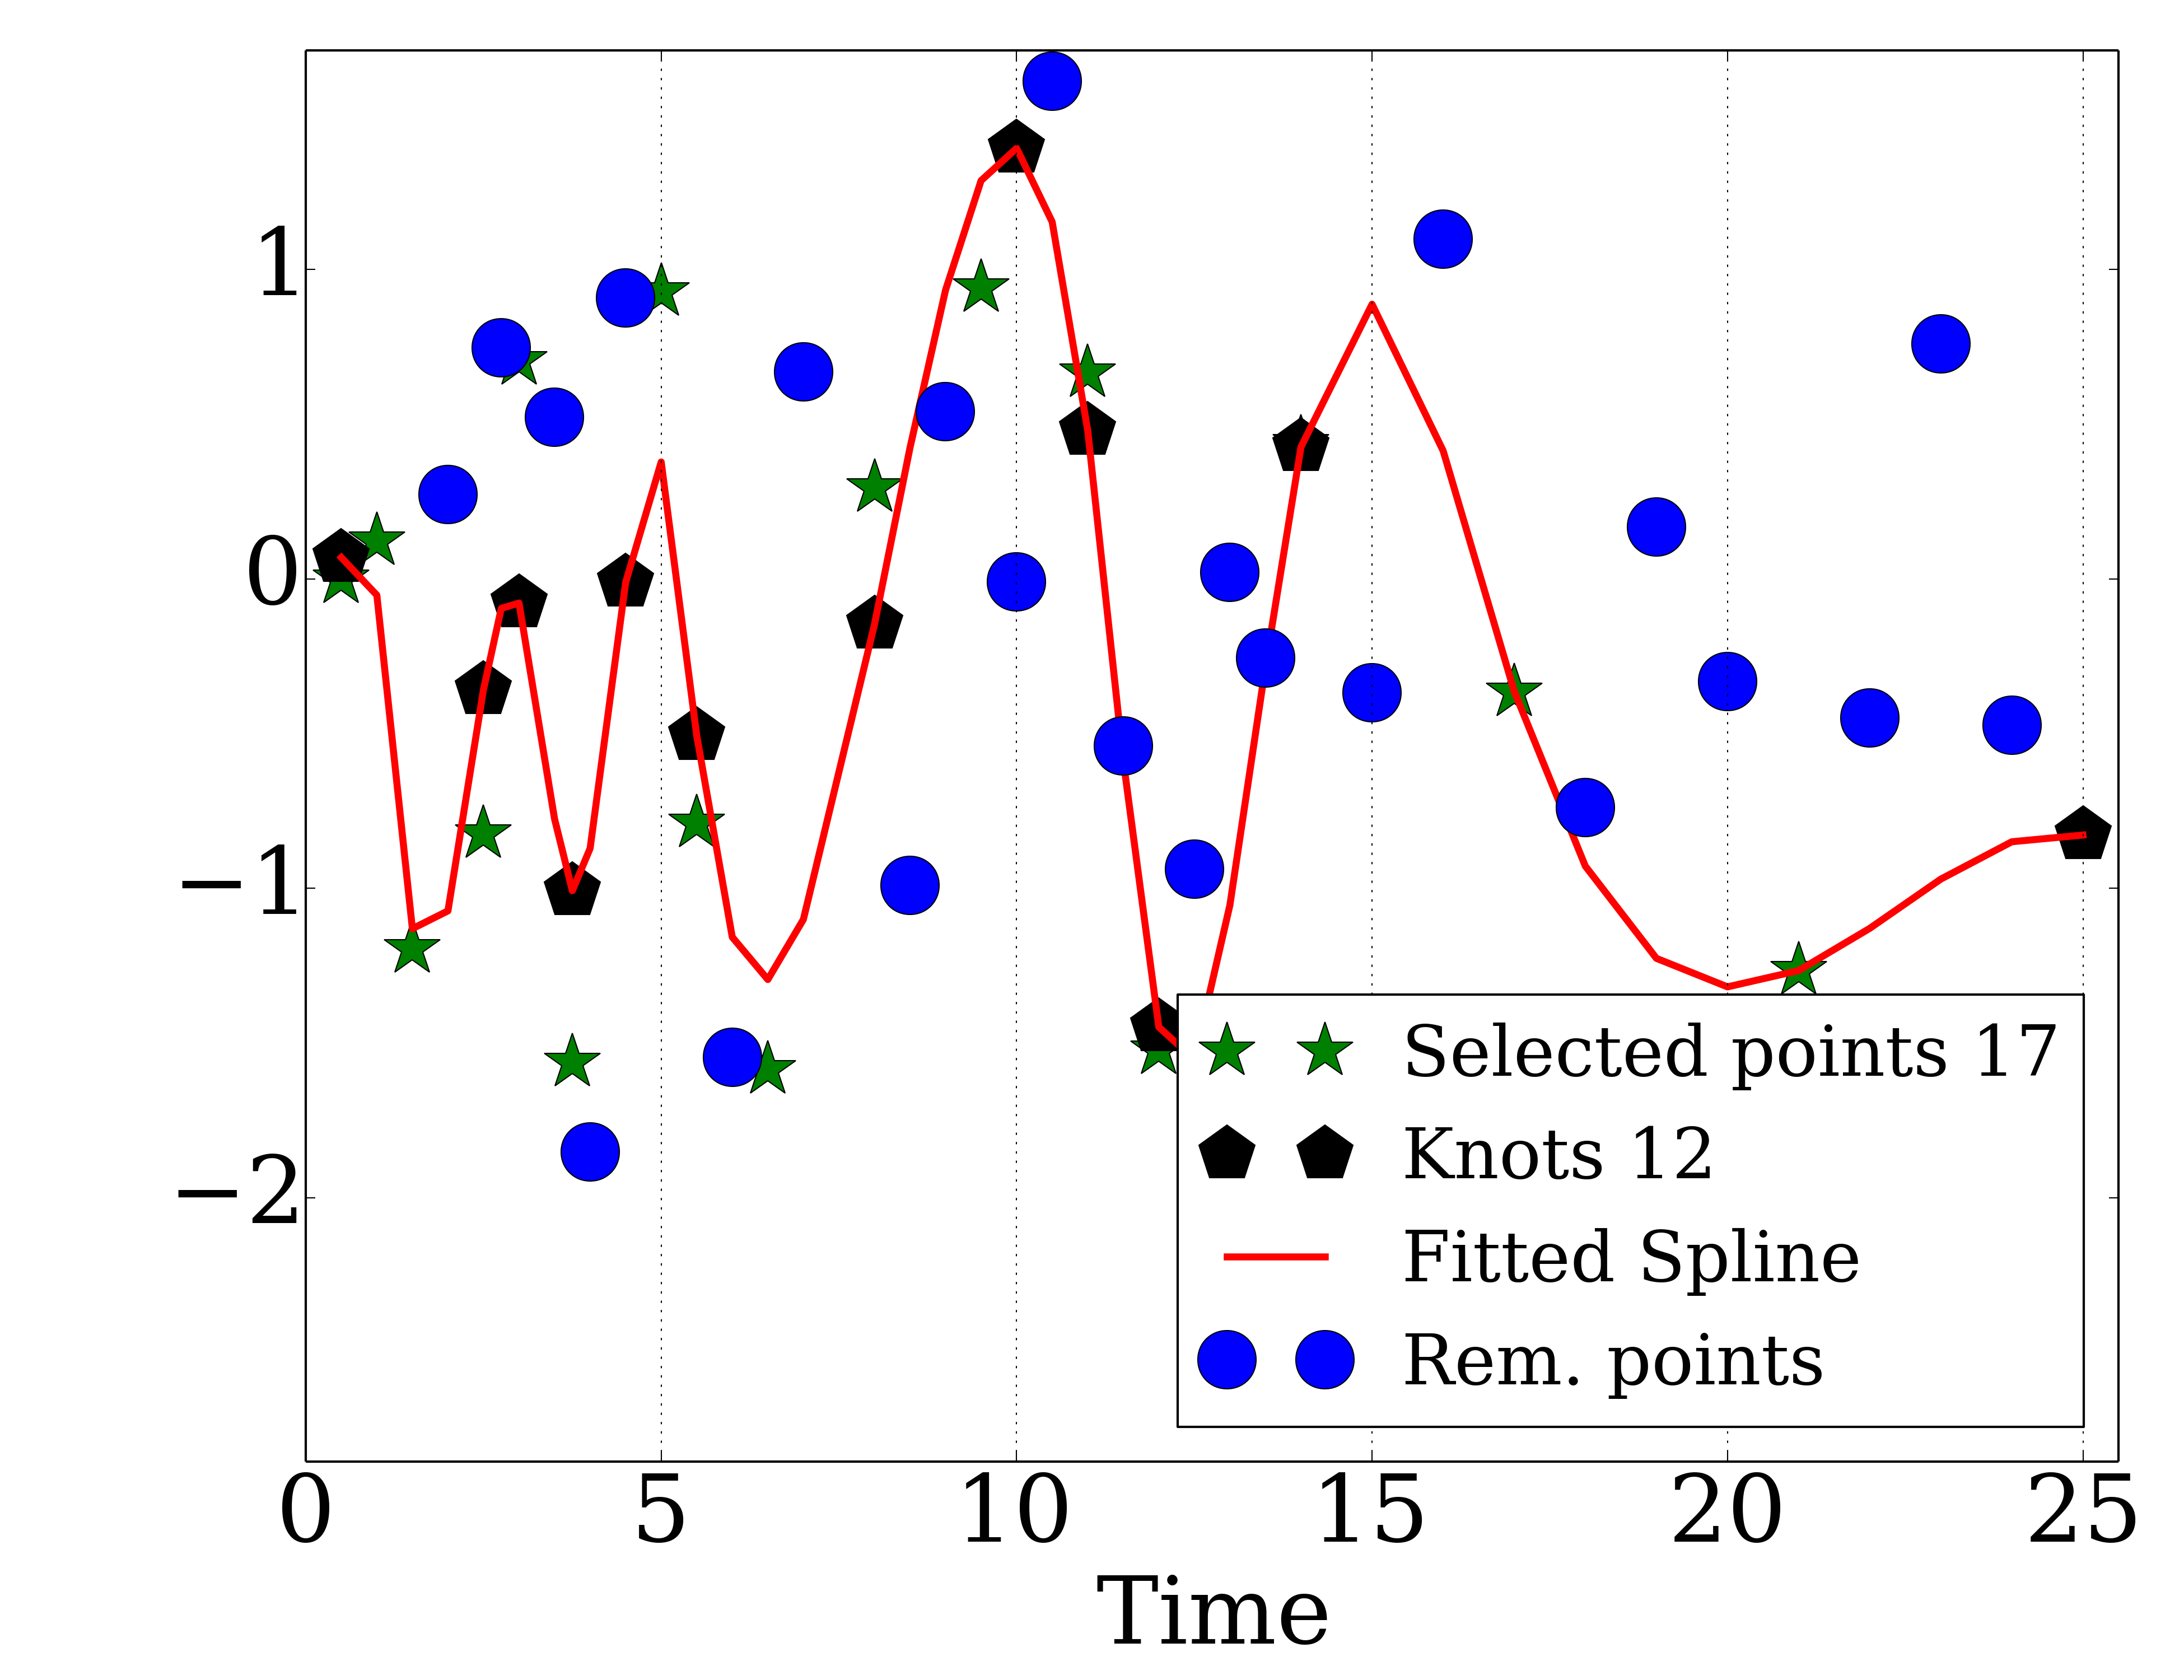 1
0
−1
−2
Selected points 17
Knots 12
Fitted Spline
Rem. points
0 5 10 15 20 25
Time